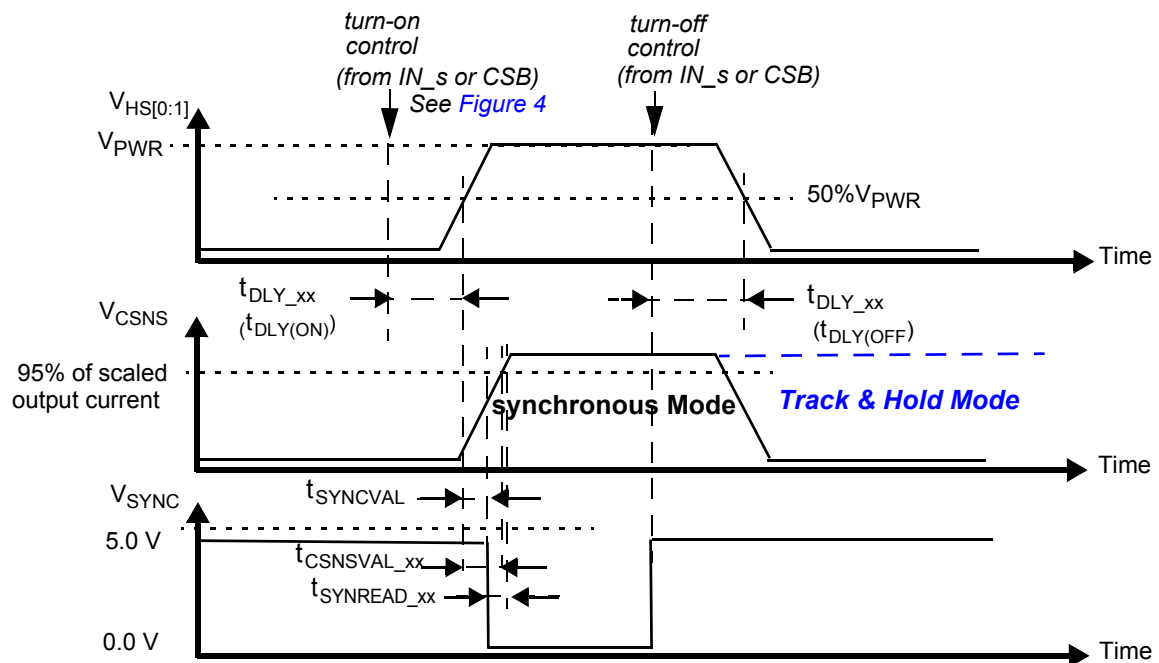 turn-on
control
(from IN_s or CSB)
See Figure 4
turn-off
control
(from IN_s or CSB)
VHS[0:1]
VPWR
50%VPWR
Time
tDLY_xx
(tDLY(ON))
tDLY_xx
(tDLY(OFF)
VCSNS
95% of scaled
output current
synchronous Mode
Track & Hold Mode
Time
tSYNCVAL
VSYNC
5.0 V
tCSNSVAL_xx
tSYNREAD_xx
0.0 V
Time